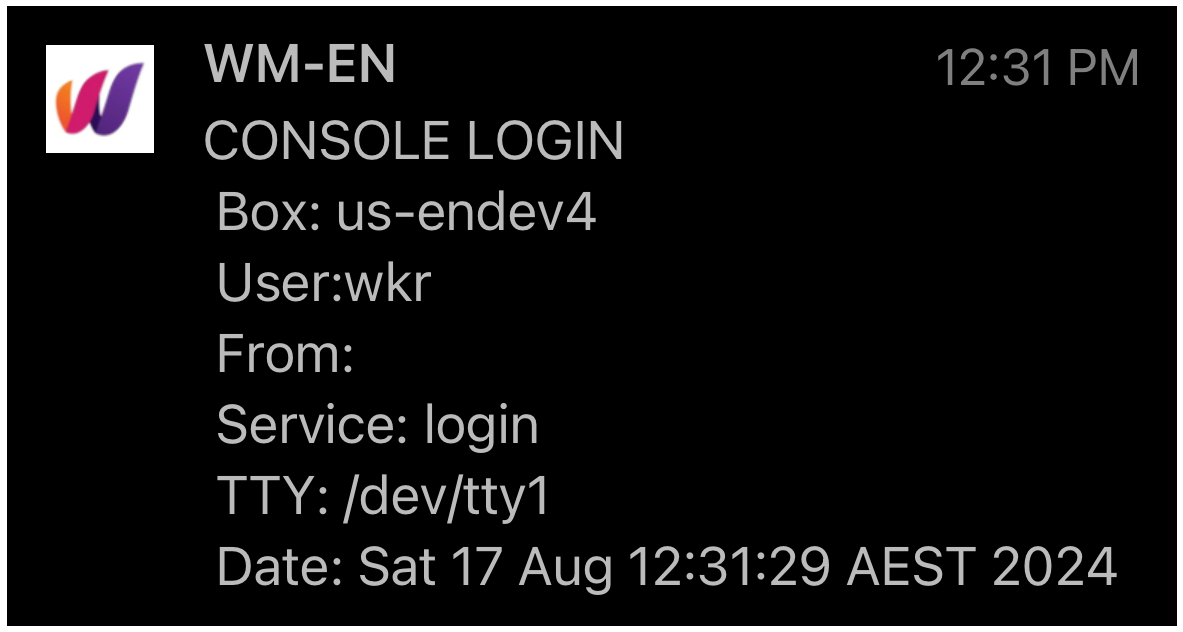 WM-EN 12:31 PM
CONSOLE LOGIN
Box: us-endev4
User:wkr
From:
Service: login
TTY: /dev/tty1
Date: Sat 17 Aug 12:31:29 AEST 2024